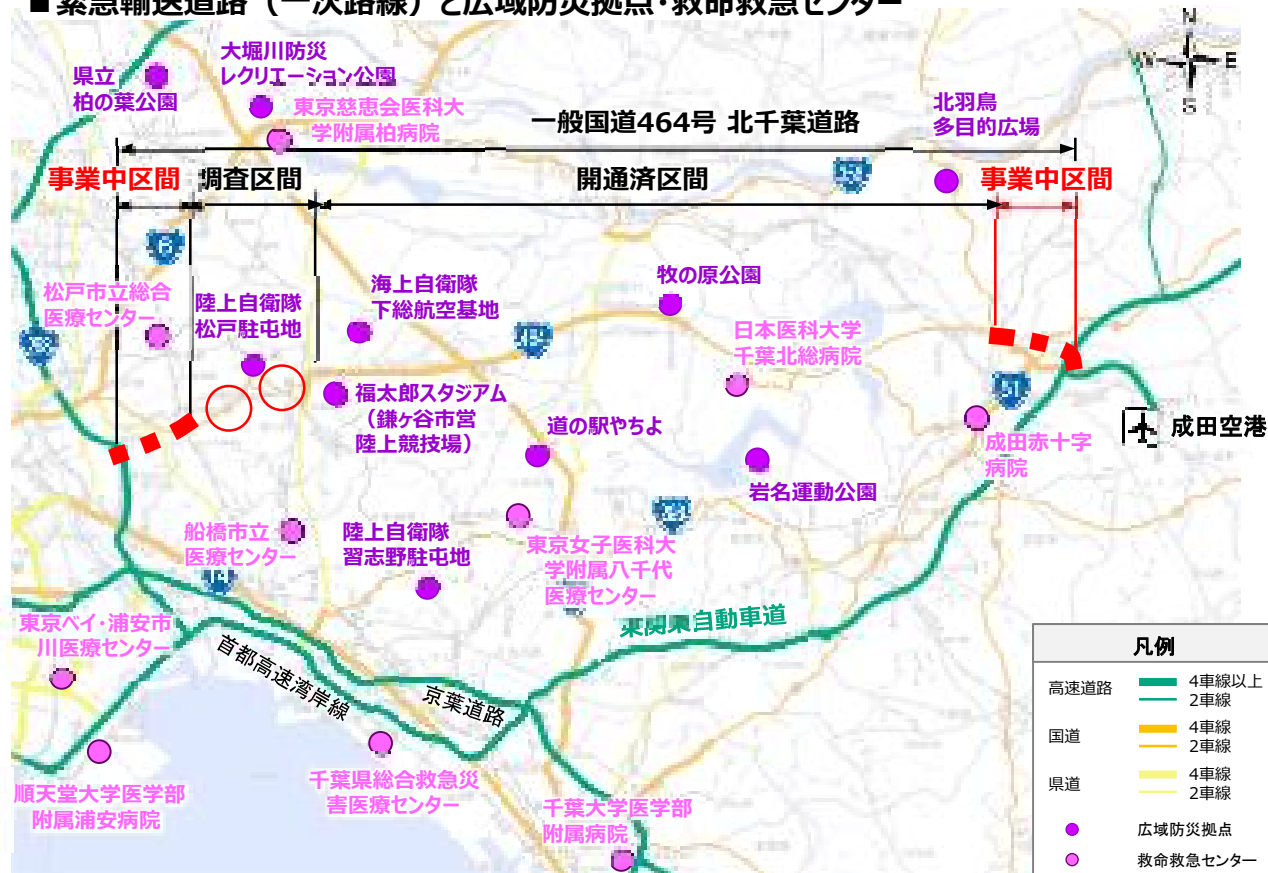 ■緊急輸送道路（一次路線）と広域防災拠点・救命救急センター
N
W
E
S
県立
柏の葉公園
大堀川防災
レクリエーション公園
東京慈恵会医科大
学附属柏病院
一般国道464号 北千葉道路
北羽鳥
多目的広場
事業中区間
調査区間
開通済区間
事業中区間
6
松戸市立総合
医療センター
陸上自衛隊
松戸駐屯地
海上自衛隊
下総航空基地
牧の原公園
日本医科大学
千葉北総病院
51
福太郎スタジアム
（鎌ヶ谷市営
陸上競技場）
道の駅やちよ
成田赤十字
病院
成田空港
岩名運動公園
船橋市立
医療センター
陸上自衛隊
習志野駐屯地
東京女子医科大
学附属八千代
医療センター
14
東京ベイ・浦安市
川医療センター
東関東自動車道
首都高速湾岸線
京葉道路
順天堂大学医学部
附属浦安病院
千葉県総合救急災
害医療センター
千葉大学医学部
附属病院
凡例
高速道路
4車線以上
2車線
国道
4車線
2車線
県道
4車線
2車線
広域防災拠点
救命救急センター